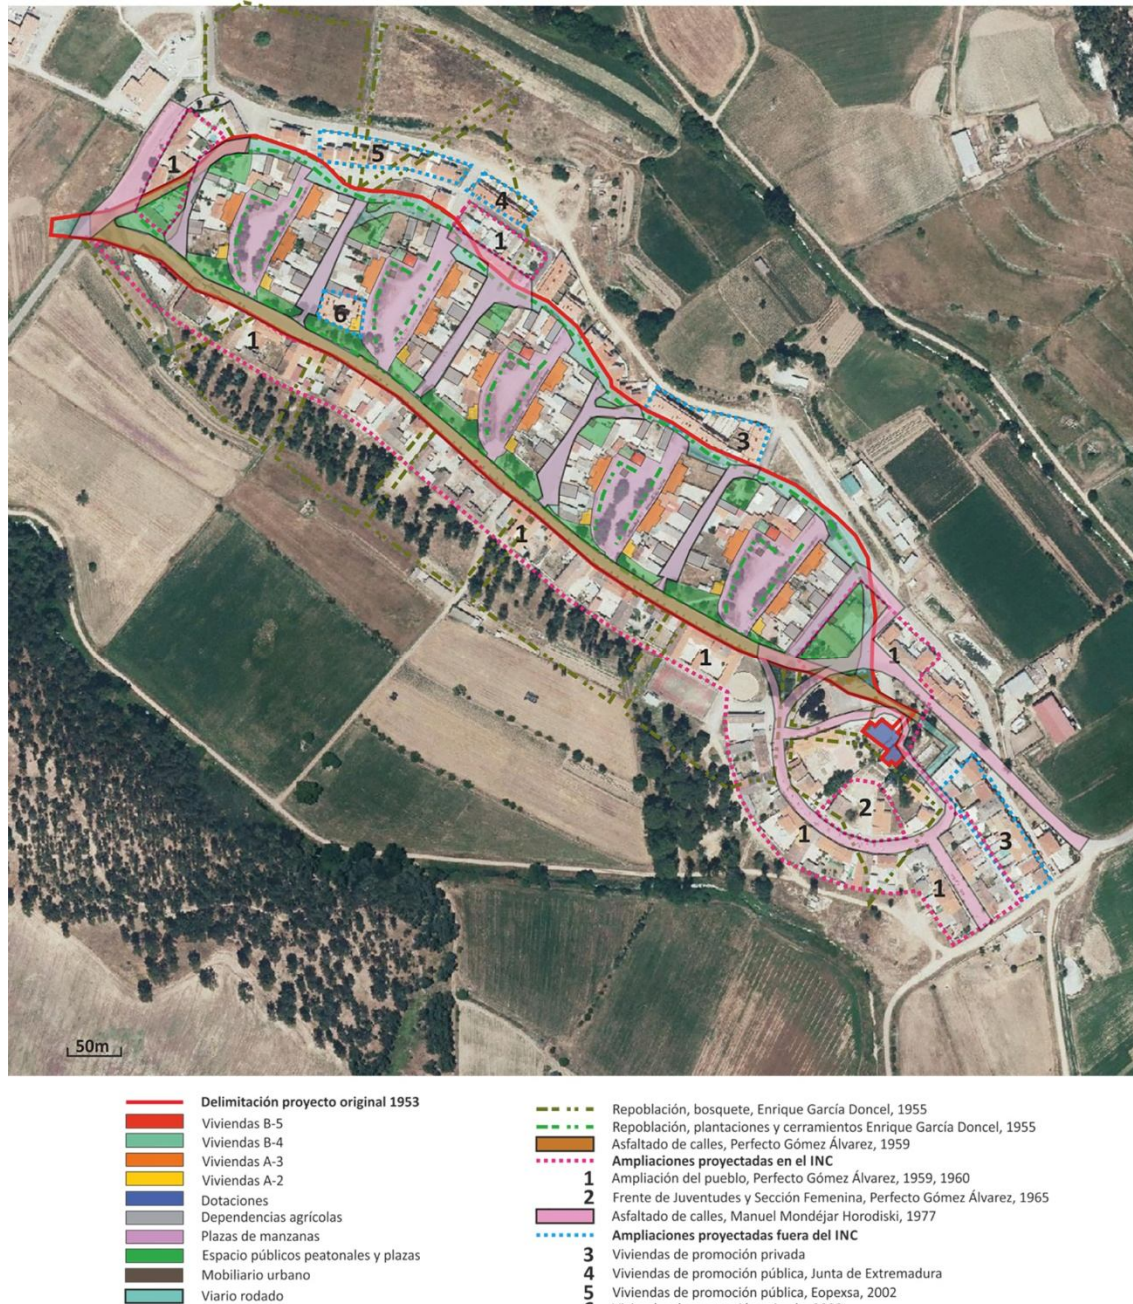 1
5
4
1
6
1
3
1
1
1
2
1
3
1
50m
Delimitación proyecto original 1953
Viviendas B-5
Viviendas B-4
Viviendas A-3
Viviendas A-2
Dotaciones
Dependencias agrícolas
Plazas de manzanas
Espacio públicos peatonales y plazas
Mobiliario urbano
Viario rodado
Repoblación, bosquete, Enrique García Doncel, 1955
Repoblación, plantaciones y cerramientos Enrique García Doncel, 1955
Asfaltado de calles, Perfecto Gómez Álvarez, 1959
Ampliaciones proyectadas en el INC
1 Ampliación del pueblo, Perfecto Gómez Álvarez, 1959, 1960
2 Frente de Juventudes y Sección Femenina, Perfecto Gómez Álvarez, 1965
Asfaltado de calles, Manuel Mondéjar Horodiski, 1977
Ampliaciones proyectadas fuera del INC
3 Viviendas de promoción privada
4 Viviendas de promoción pública, Junta de Extremadura
5 Viviendas de promoción pública, Eopexsa, 2002